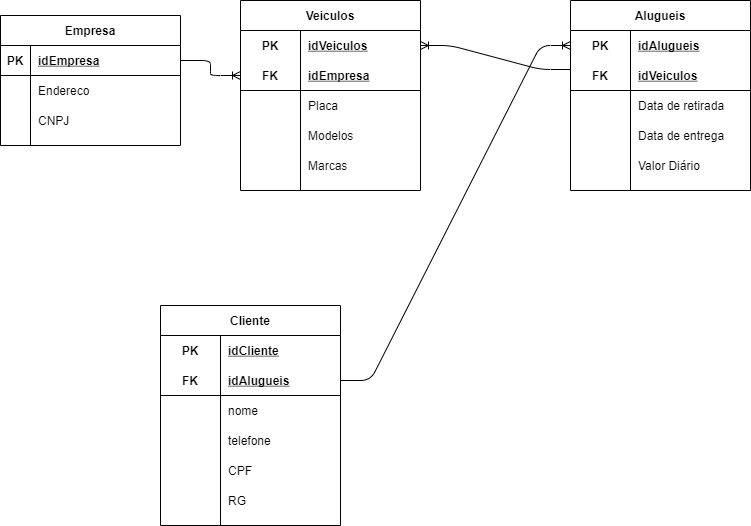 Empresa
PK idEmpresa
Endereco
CNPJ
Veiculos
PK idVeiculos
FK idEmpresa
Placa
Modelos
Marcas
Alugueis
PK idAlugueis
FK idVeiculos
Data de retirada
Data de entrega
Valor Diário
Cliente
PK idCliente
FK idAlugueis
nome
telefone
CPF
RG